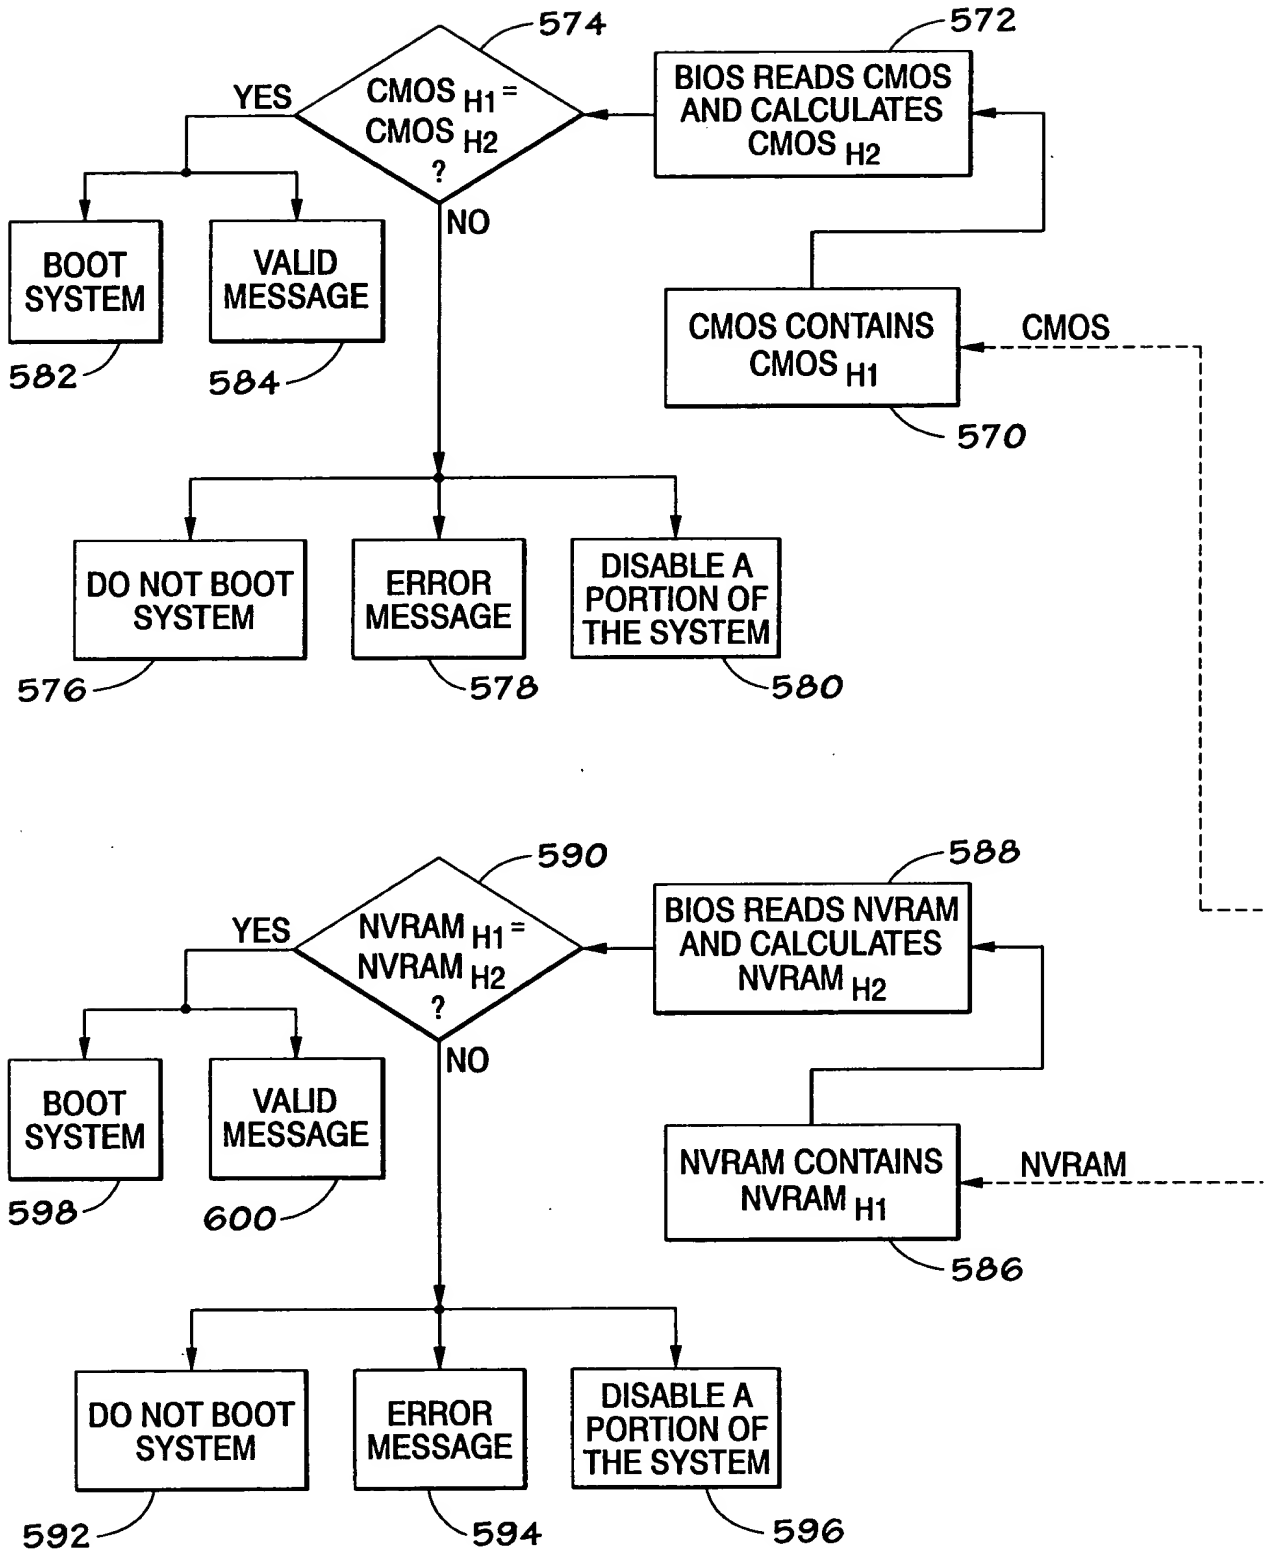 574
572
CMOS H1 =
CMOS H2
?
YES
NO
BIOS READS CMOS
AND CALCULATES
CMOS H2
BOOT
SYSTEM
582
VALID
MESSAGE
584
CMOS CONTAINS
CMOS H1
CMOS
570
DO NOT BOOT
SYSTEM
576
ERROR
MESSAGE
578
DISABLE A
PORTION OF
THE SYSTEM
580
590
588
NVRAM H1 =
NVRAM H2
?
YES
NO
BIOS READS NVRAM
AND CALCULATES
NVRAM H2
BOOT
SYSTEM
598
VALID
MESSAGE
600
NVRAM CONTAINS
NVRAM H1
NVRAM
586
DO NOT BOOT
SYSTEM
592
ERROR
MESSAGE
594
DISABLE A
PORTION OF
THE SYSTEM
596